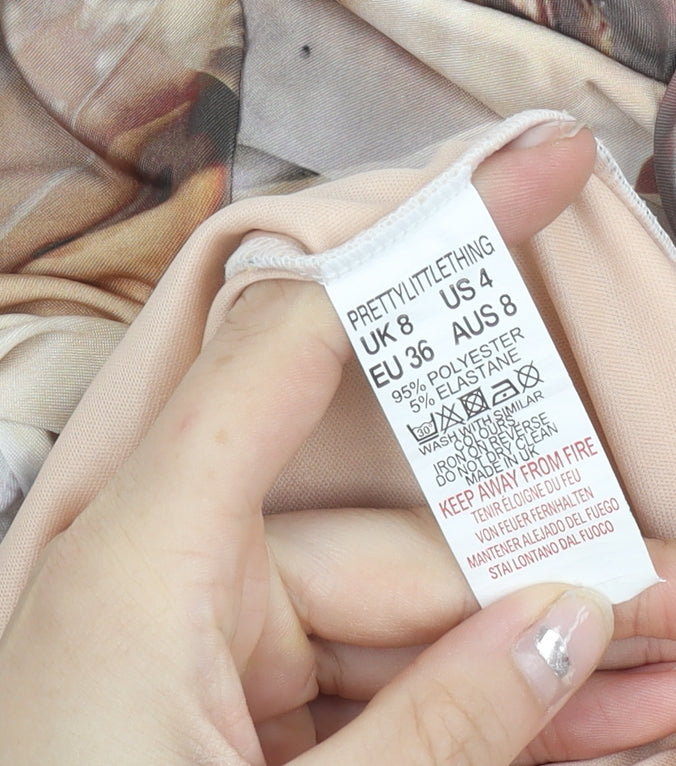 PRETTYLITTLETHING
UK 8 US 4
EU 36 AUS 8
95% POLYESTER
5% ELASTANE
30°
WASH WITH SIMILAR
COLOURS
IRON ON REVERSE
DO NOT DRY CLEAN
MADE IN UK
KEEP AWAY FROM FIRE
TENIR ÉLOIGNE DU FEU
VON FEUER FERNHALTEN
MANTENER ALEJADO DEL FUEGO
STAI LONTANO DAL FUOCO